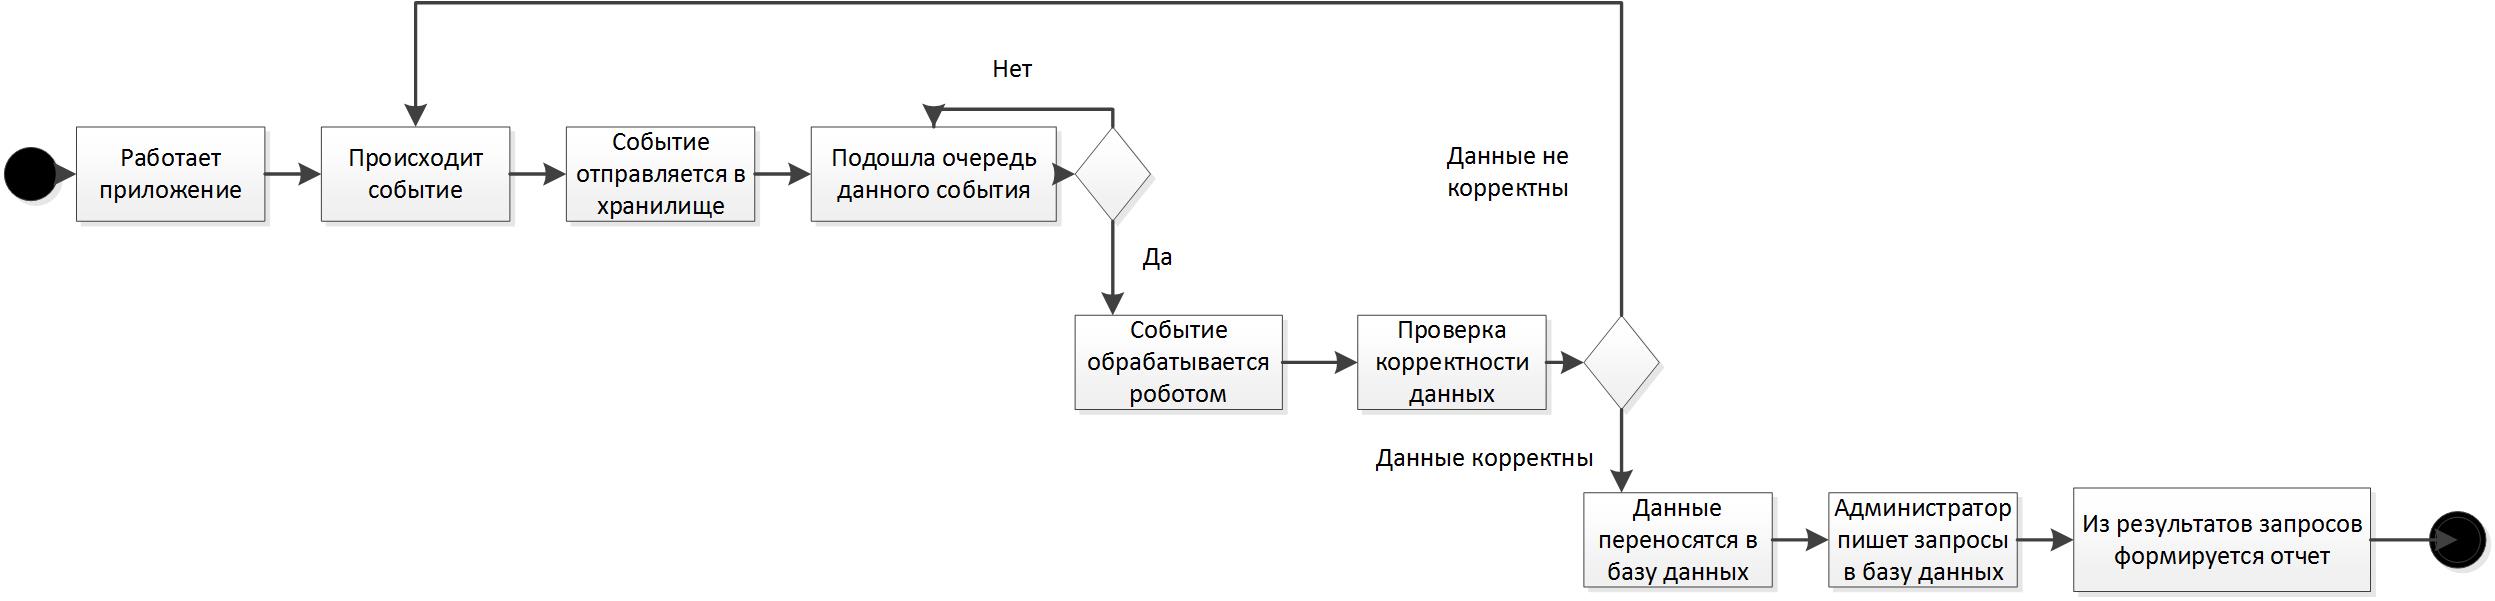 Нет
Работает
приложение
Происходит
событие
Событие
отправляется в
хранилище
Подошла очередь
данного события
Данные не
корректны
Да
Событие
обрабатывается
роботом
Проверка
корректности
данных
Данные корректны
Данные
переносятся в
базу данных
Администратор
пишет запросы
в базу данных
Из результатов запросов
формируется отчет